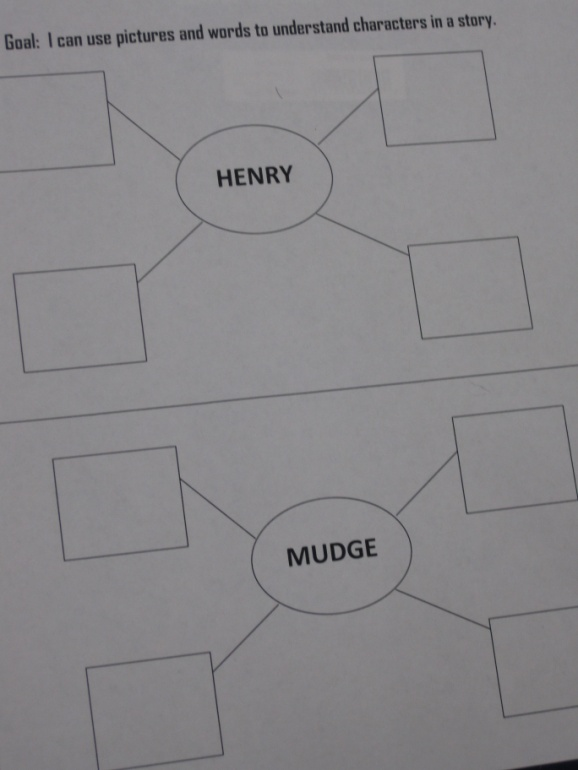 Goal: I can use pictures and words to understand characters in a story.
HENRY
MUDGE